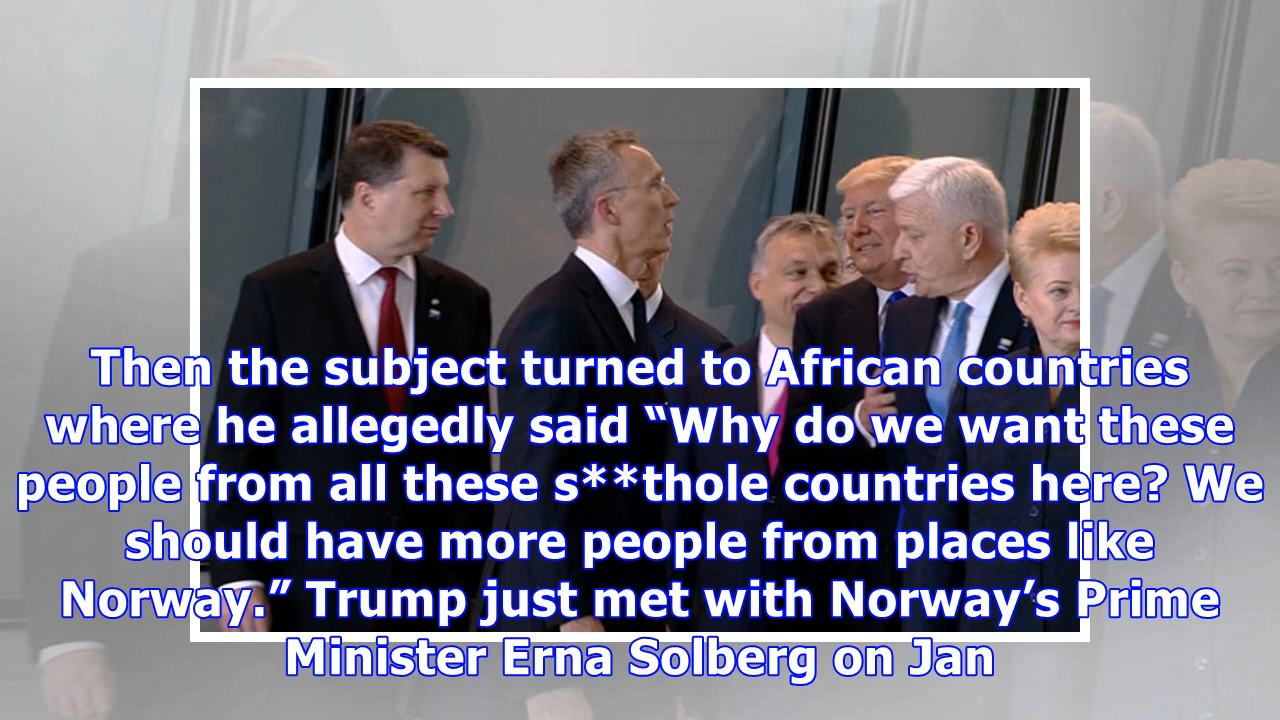 Then the subject turned to African countries
where he allegedly said “Why do we want these
people from all these s**thole countries here? We
should have more people from places like
Norway.” Trump just met with Norway’s Prime
Minister Erna Solberg on Jan